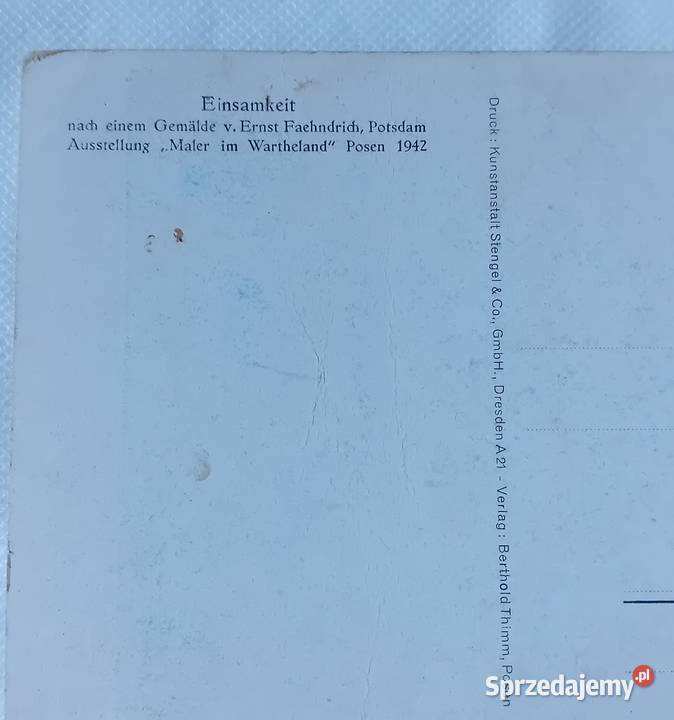 Einsamkeit
nach einem Gemälde v. Ernst Faehndrich, Potsdam
Ausstellung „Maler im Wartheland" Posen 1942
Druck: Kunstanstalt Stengel & Co., GmbH., Dresden A 21 - Verlag: Berthold Thimm, Posen
Sprzedajemy.pl